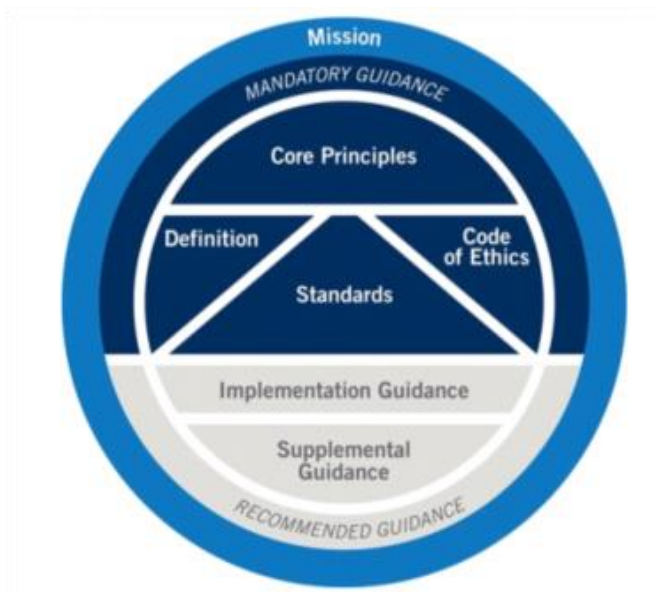 Mission
MANDATORY GUIDANCE
Core Principles
Definition
Code
of Ethics
Standards
Implementation Guidance
Supplemental
Guidance
RECOMMENDED GUIDANCE